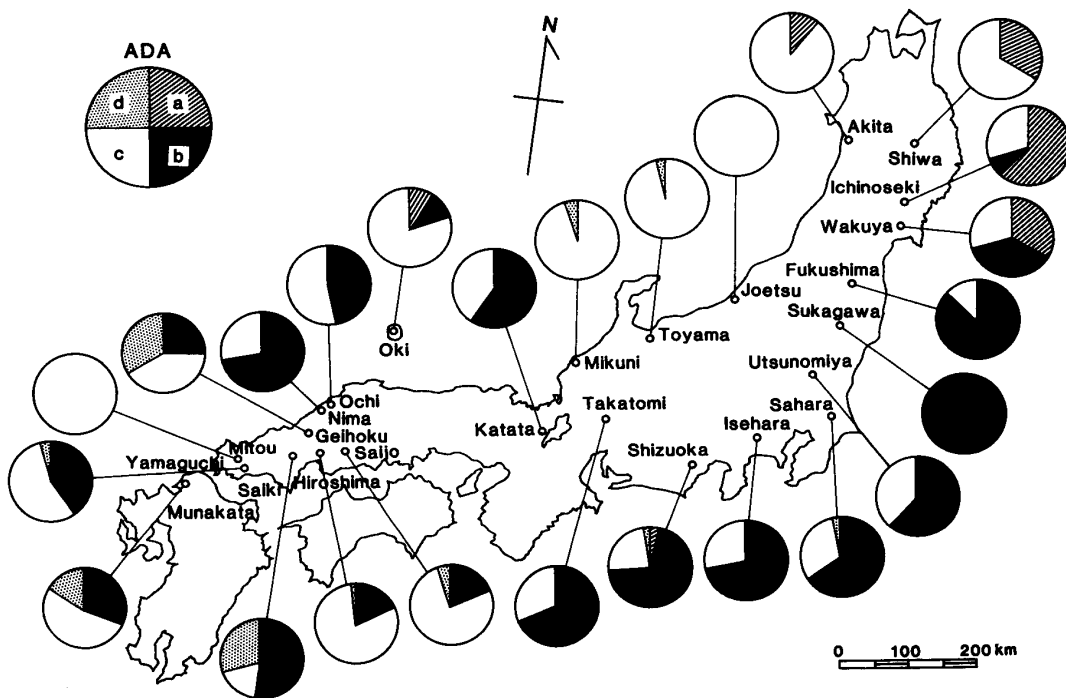 ADA
d
a
c
b
N
Akita
Shiwa
Ichinoseki
Wakuya
Fukushima
Sukagawa
Joetsu
Toyama
Utsunomiya
Oki
Mikuni
Takatomi
Sahara
Isehara
Ochi
Nima
Katata
Shizuoka
Geihoku
Mitou
Saijo
Yamaguchi
Saiki
Hiroshima
Munakata
0 100 200 km